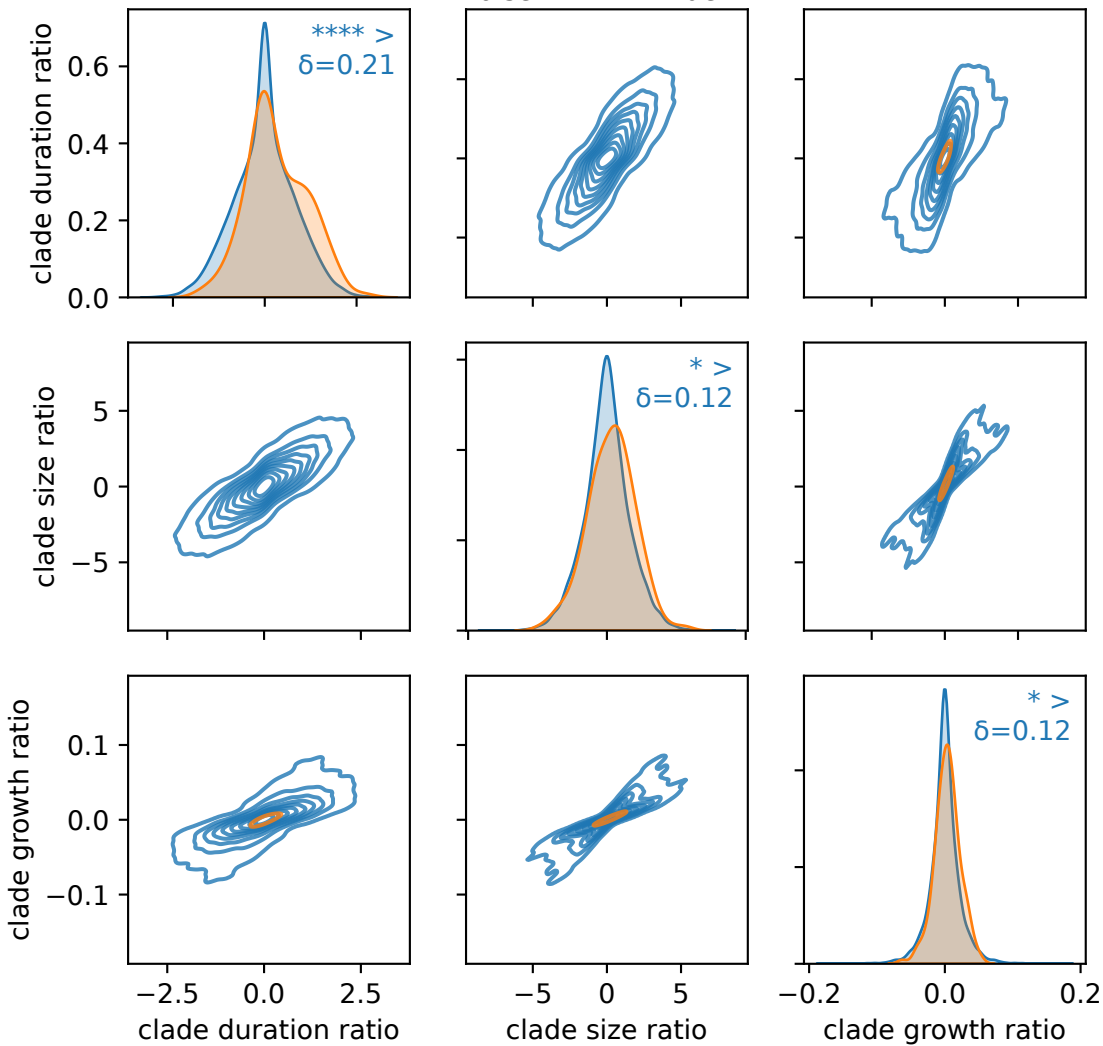 clade duration ratio
0.6
0.4
0.2
0.0
**** >
δ=0.21
clade size ratio
5
0
−5
* >
δ=0.12
clade growth ratio
0.1
0.0
−0.1
* >
δ=0.12
−2.5 0.0 2.5
−5 0 5
−0.2 0.0 0.2
clade duration ratio
clade size ratio
clade growth ratio